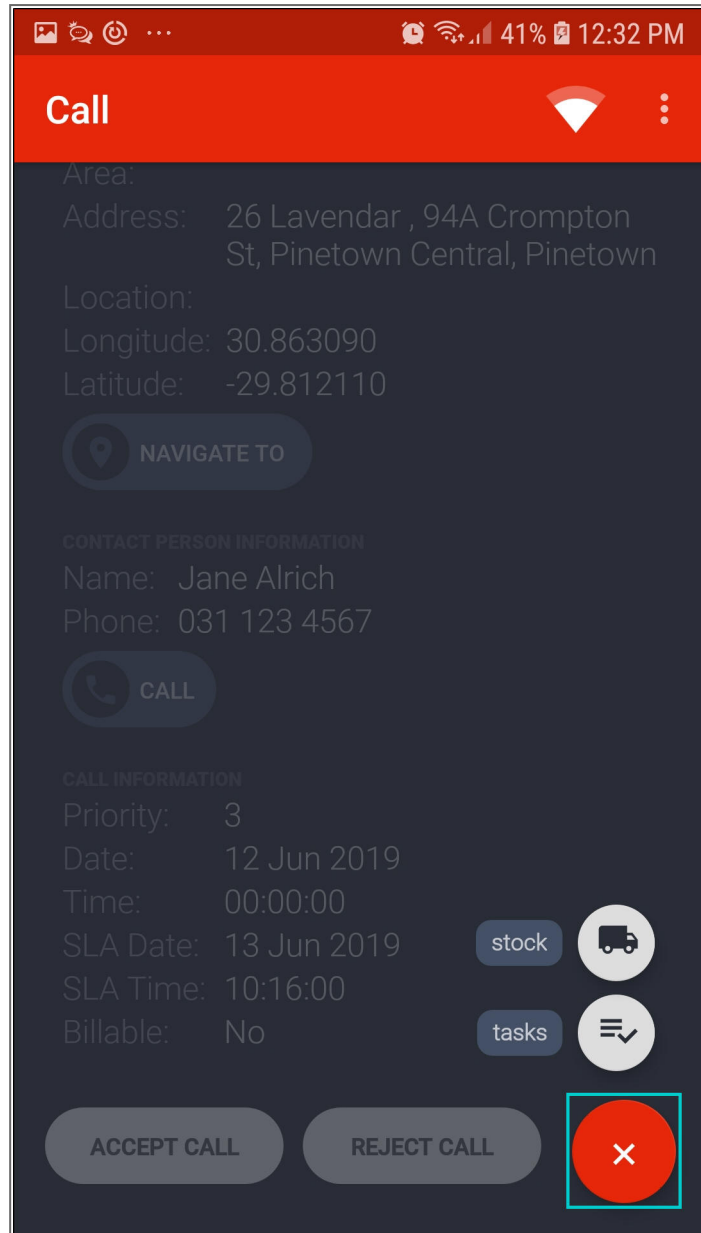 41% 12:32 PM
Call
Area:
Address: 26 Lavendar , 94A Crompton
St, Pinetown Central, Pinetown
Location:
Longitude: 30.863090
Latitude: -29.812110
NAVIGATE TO
CONTACT PERSON INFORMATION
Name: Jane Alrich
Phone: 031 123 4567
CALL
CALL INFORMATION
Priority: 3
Date: 12 Jun 2019
Time: 00:00:00
SLA Date: 13 Jun 2019 stock
SLA Time: 10:16:00
Billable: No tasks
ACCEPT CALL REJECT CALL